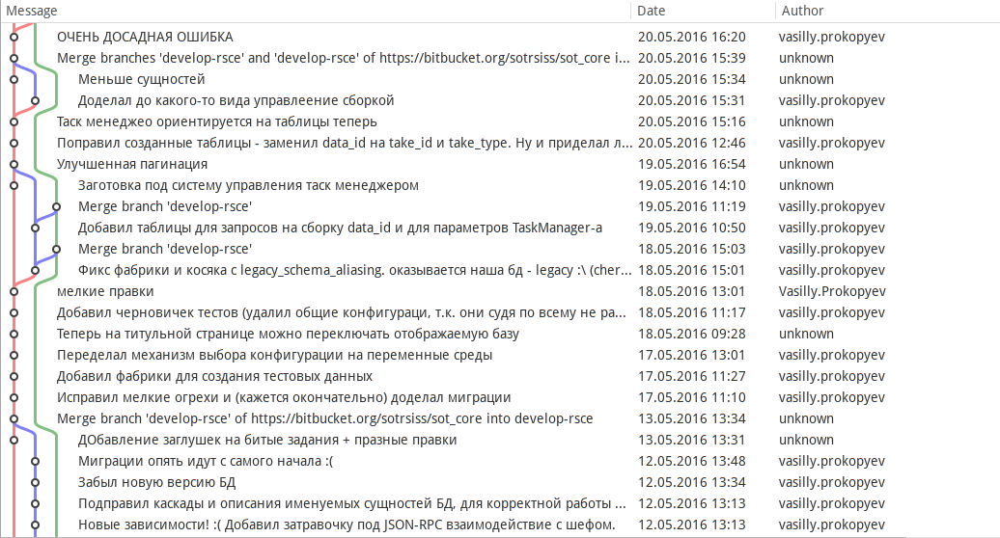 Message Date Author
ОЧЕНЬ ДОСАДНАЯ ОШИБКА 20.05.2016 16:20 vasilly.prokopyev
Merge branches 'develop-rsce' and 'develop-rsce' of https://bitbucket.org/sotrsiss/sot_core i... 20.05.2016 15:39 unknown
Меньше сущностей 20.05.2016 15:34 unknown
Доделал до какого-то вида управлеение сборкой 20.05.2016 15:31 vasilly.prokopyev
Таск менеджео ориентируется на таблицы теперь 20.05.2016 15:16 unknown
Поправил созданные таблицы - заменил data_id на take_id и take_type. Ну и приделал л... 20.05.2016 12:46 vasilly.prokopyev
Улучшенная пагинация 19.05.2016 16:54 unknown
Заготовка под систему управления таск менеджером 19.05.2016 14:10 unknown
Merge branch 'develop-rsce' 19.05.2016 11:19 vasilly.prokopyev
Добавил таблицы для запросов на сборку data_id и для параметров TaskManager-а 19.05.2016 10:50 vasilly.prokopyev
Merge branch 'develop-rsce' 18.05.2016 15:03 vasilly.prokopyev
Фикс фабрики и косяка с legacy_schema_aliasing. оказывается наша бд - legacy :\ (cher... 18.05.2016 15:01 vasilly.prokopyev
мелкие правки 18.05.2016 13:01 Vasilly.Prokopyev
Добавил черновичек тестов (удалил общие конфигураци, т.к. они судя по всему не ра... 18.05.2016 11:17 vasilly.prokopyev
Теперь на титульной странице можно переключать отображаемую базу 18.05.2016 09:28 unknown
Переделал механизм выбора конфигурации на переменные среды 17.05.2016 13:01 vasilly.prokopyev
Добавил фабрики для создания тестовых данных 17.05.2016 11:27 vasilly.prokopyev
Исправил мелкие огрехи и (кажется окончательно) доделал миграции 17.05.2016 11:10 vasilly.prokopyev
Merge branch 'develop-rsce' of https://bitbucket.org/sotrsiss/sot_core into develop-rsce 13.05.2016 13:34 unknown
ДОбавление заглушек на битые задания + празные правки 13.05.2016 13:31 unknown
Миграции опять идут с самого начала :( 12.05.2016 13:48 vasilly.prokopyev
Забыл новую версию БД 12.05.2016 13:34 vasilly.prokopyev
Подправил каскады и описания именуемых сущностей БД, для корректной работы ... 12.05.2016 13:13 vasilly.prokopyev
Новые зависимости! :( Добавил затравочку под JSON-RPC взаимодействие с шефом. 12.05.2016 13:13 vasilly.prokopyev